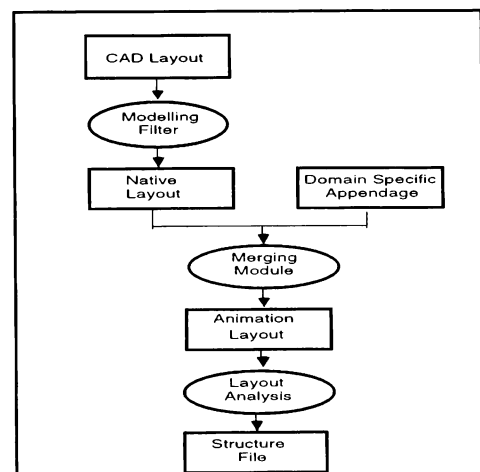 CAD Layout
Modelling
Filter
Native
Layout
Domain Specific
Appendage
Merging
Module
Animation
Layout
Layout
Analysis
Structure
File